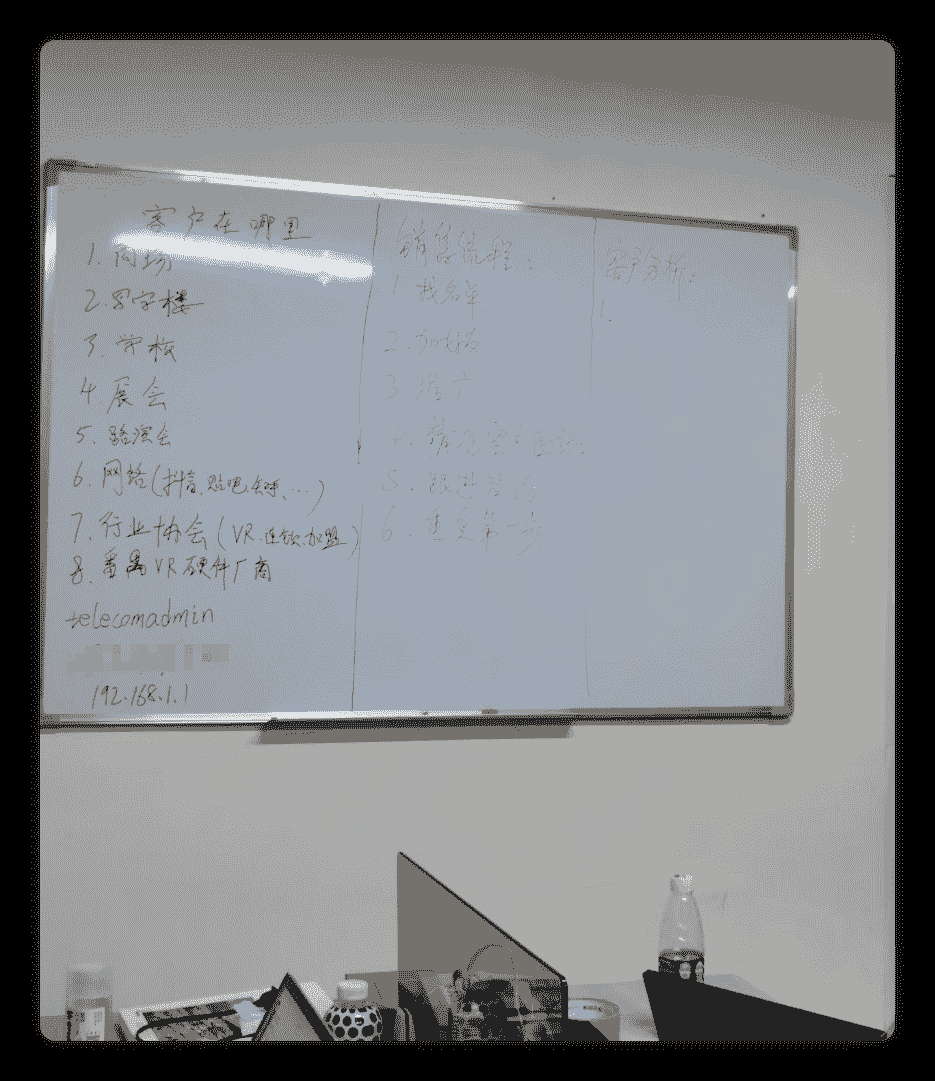 客户在哪里
1. 商场
2. 写字楼
3. 学校
4. 展会
5. 路演会
6. 网络(抖音、贴吧、知乎、…)
7. 行业协会(VR、连锁、加盟)
8. 番禺VR硬件厂商
telecomadmin
192.168.1.1
销售流程:
1. 找名单
2. 加好友
3. 推广
4. 客户
5. 跟进
6. 重复第一步
客户分析:
1.